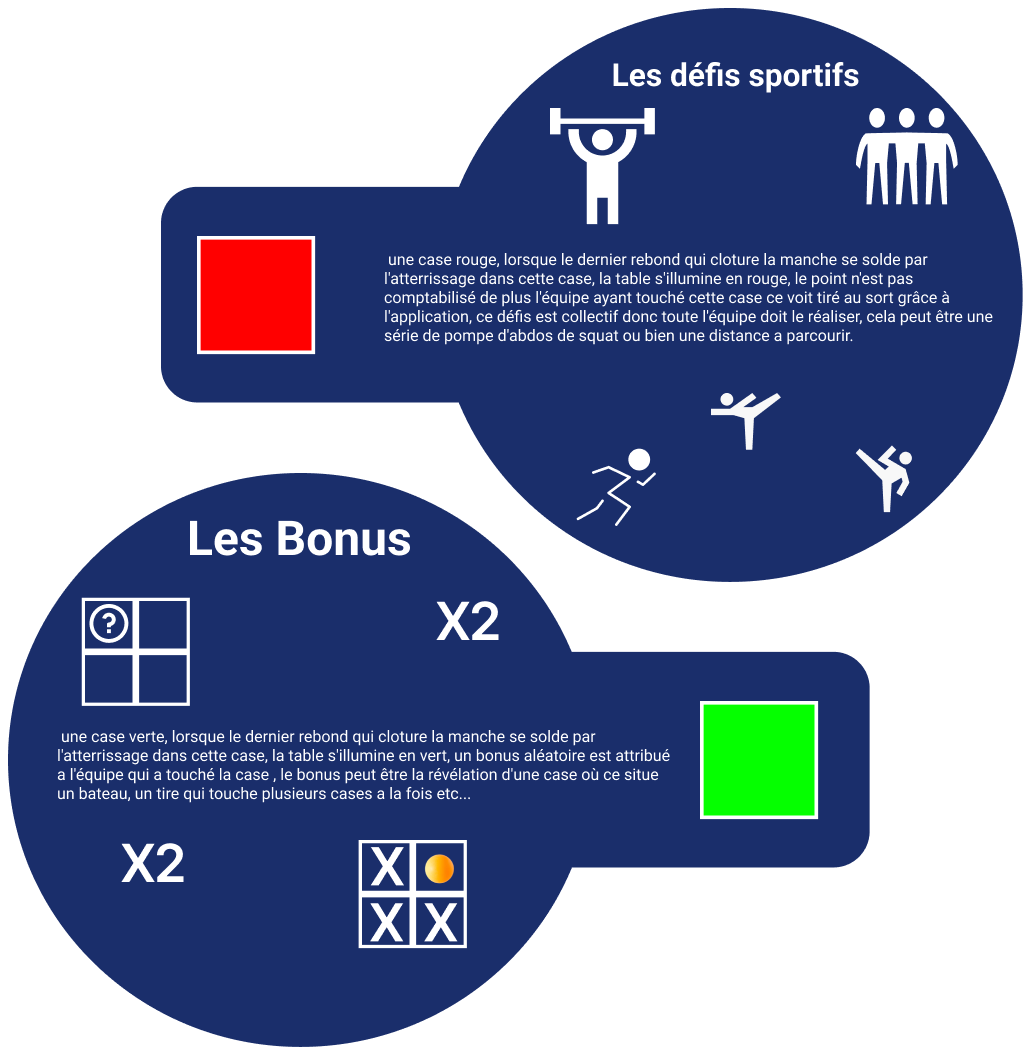 Les défis sportifs
une case rouge, lorsque le dernier rebond qui cloture la manche se solde par
l'atterrissage dans cette case, la table s'illumine en rouge, le point n'est pas
comptabilisé de plus l'équipe ayant touché cette case ce voit tiré au sort grâce à
l'application, ce défis est collectif donc toute l'équipe doit le réaliser, cela peut être une
série de pompe d'abdos de squat ou bien une distance a parcourir.
Les Bonus
?
X2
une case verte, lorsque le dernier rebond qui cloture la manche se solde par
l'atterrissage dans cette case, la table s'illumine en vert, un bonus aléatoire est attribué
a l'équipe qui a touché la case , le bonus peut être la révélation d'une case où ce situe
un bateau, un tire qui touche plusieurs cases a la fois etc...
X2
X
X X